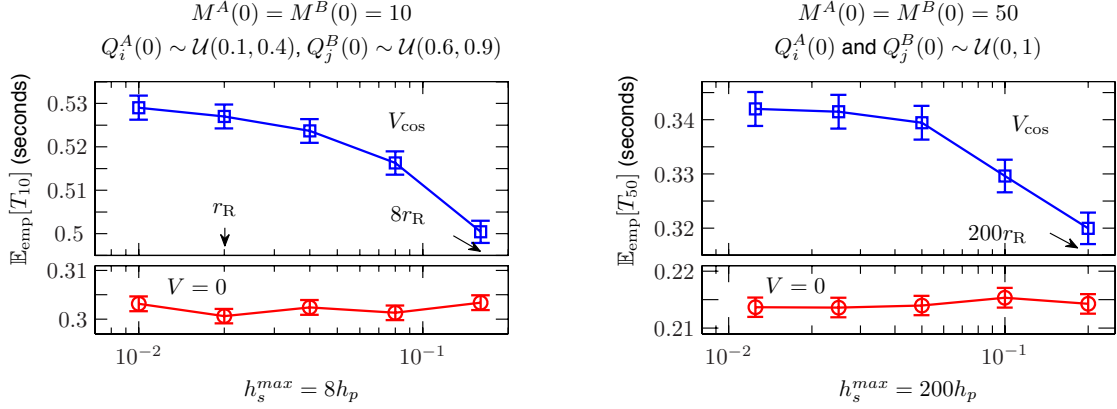 M^A(0) = M^B(0) = 10
Q_i^A(0) ∼ U(0.1, 0.4), Q_j^B(0) ∼ U(0.6, 0.9)
𝔼_emp[T_10] (seconds)
0.53
0.52
0.51
0.5
V_cos
r_R
8r_R
0.31
0.3
V = 0
10^−2
10^−1
h_s^max = 8h_p
M^A(0) = M^B(0) = 50
Q_i^A(0) and Q_j^B(0) ∼ U(0, 1)
𝔼_emp[T_50] (seconds)
0.34
0.33
0.32
V_cos
200r_R
0.22
0.21
V = 0
10^−2
10^−1
h_s^max = 200h_p